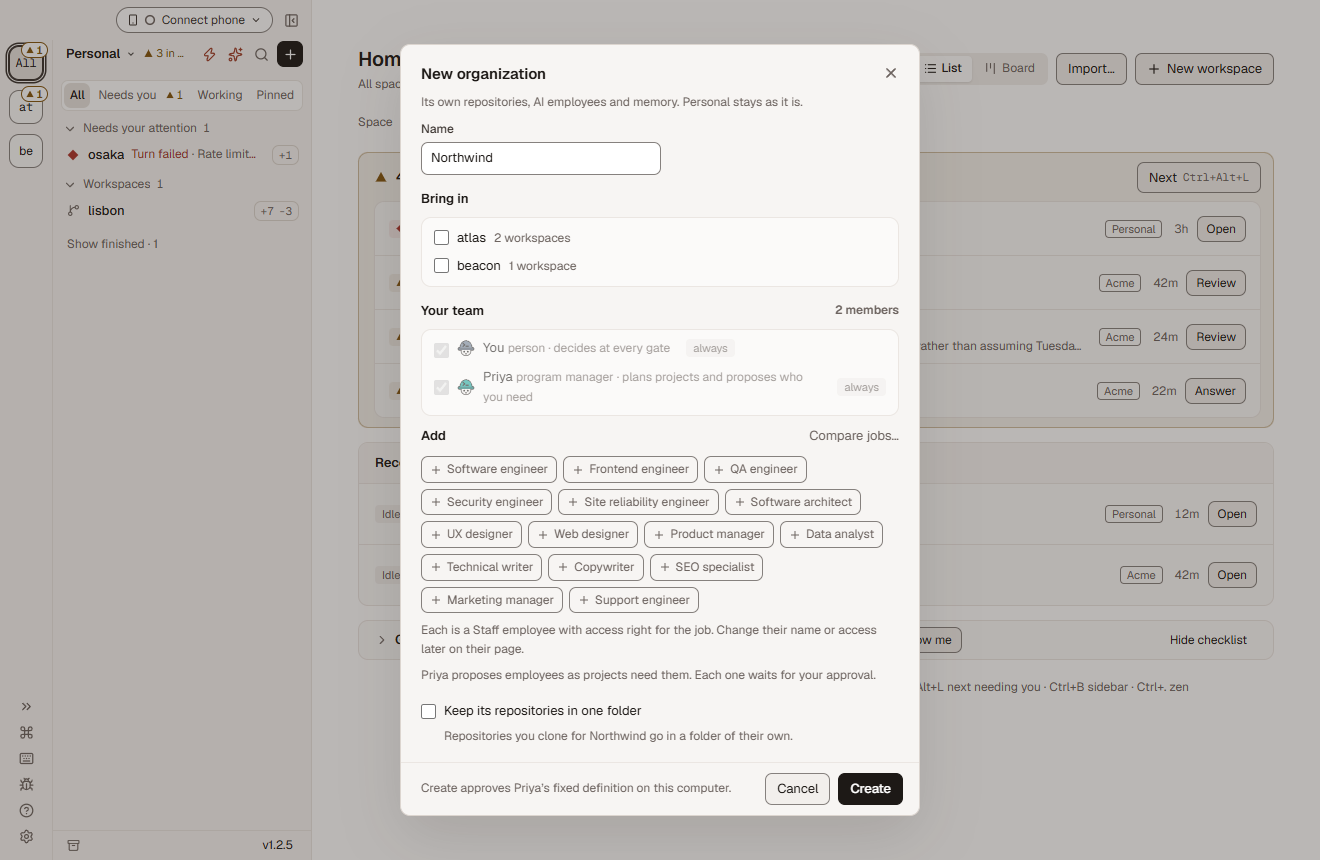 Connect phone
1
All
Personal
3 in ...
All
Needs you
1
Working
Pinned
1
at
be
Needs your attention 1
osaka Turn failed · Rate limit...
+1
Workspaces 1
lisbon
+7 -3
Show finished · 1
v1.2.5
List
Board
Import...
New workspace
All spac
Space
Next Ctrl+Alt+L
Personal 3h Open
Acme 42m Review
Acme 24m Review
ather than assuming Tuesda...
Acme 22m Answer
Idle
Personal 12m Open
Idle
Acme 42m Open
ow me
Hide checklist
Alt+L next needing you · Ctrl+B sidebar · Ctrl+. zen
New organization
Its own repositories, AI employees and memory. Personal stays as it is.
Name
Northwind
Bring in
atlas 2 workspaces
beacon 1 workspace
Your team
2 members
You person · decides at every gate
always
Priya program manager · plans projects and proposes who
you need
always
Add
Compare jobs...
Software engineer
Frontend engineer
QA engineer
Security engineer
Site reliability engineer
Software architect
UX designer
Web designer
Product manager
Data analyst
Technical writer
Copywriter
SEO specialist
Marketing manager
Support engineer
Each is a Staff employee with access right for the job. Change their name or access
later on their page.
Priya proposes employees as projects need them. Each one waits for your approval.
Keep its repositories in one folder
Repositories you clone for Northwind go in a folder of their own.
Create approves Priya's fixed definition on this computer.
Cancel
Create